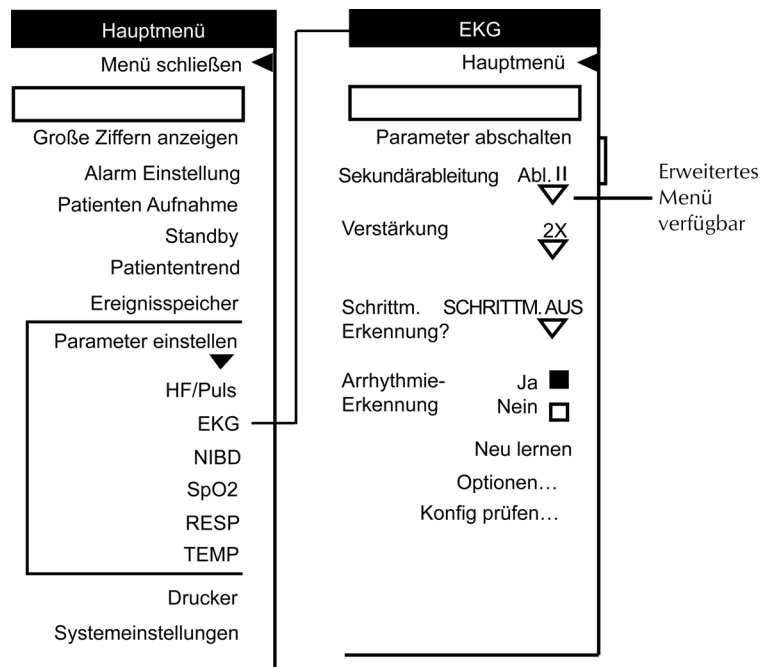 Hauptmenü
Menü schließen
Große Ziffern anzeigen
Alarm Einstellung
Patienten Aufnahme
Standby
Patiententrend
Ereignisspeicher
Parameter einstellen
HF/Puls
EKG
NIBD
SpO2
RESP
TEMP
Drucker
Systemeinstellungen
EKG
Hauptmenü
Parameter abschalten
Sekundärableitung Abl. II
Verstärkung 2X
Schrittm. SCHRITTM. AUS
Erkennung?
Arrhythmie- Ja
Erkennung Nein
Neu lernen
Optionen...
Konfig prüfen...
Erweitertes
Menü
verfügbar